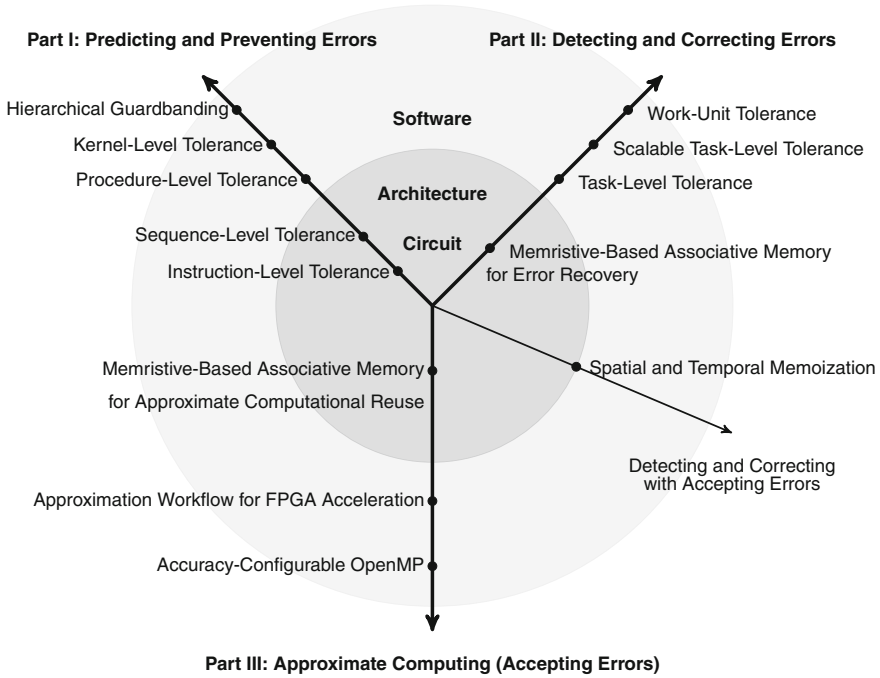 Part I: Predicting and Preventing Errors
Part II: Detecting and Correcting Errors
Hierarchical Guardbanding
Kernel-Level Tolerance
Procedure-Level Tolerance
Sequence-Level Tolerance
Instruction-Level Tolerance
Software
Architecture
Circuit
Work-Unit Tolerance
Scalable Task-Level Tolerance
Task-Level Tolerance
Memristive-Based Associative Memory
for Error Recovery
Spatial and Temporal Memoization
Detecting and Correcting
with Accepting Errors
Memristive-Based Associative Memory
for Approximate Computational Reuse
Approximation Workflow for FPGA Acceleration
Accuracy-Configurable OpenMP
Part III: Approximate Computing (Accepting Errors)